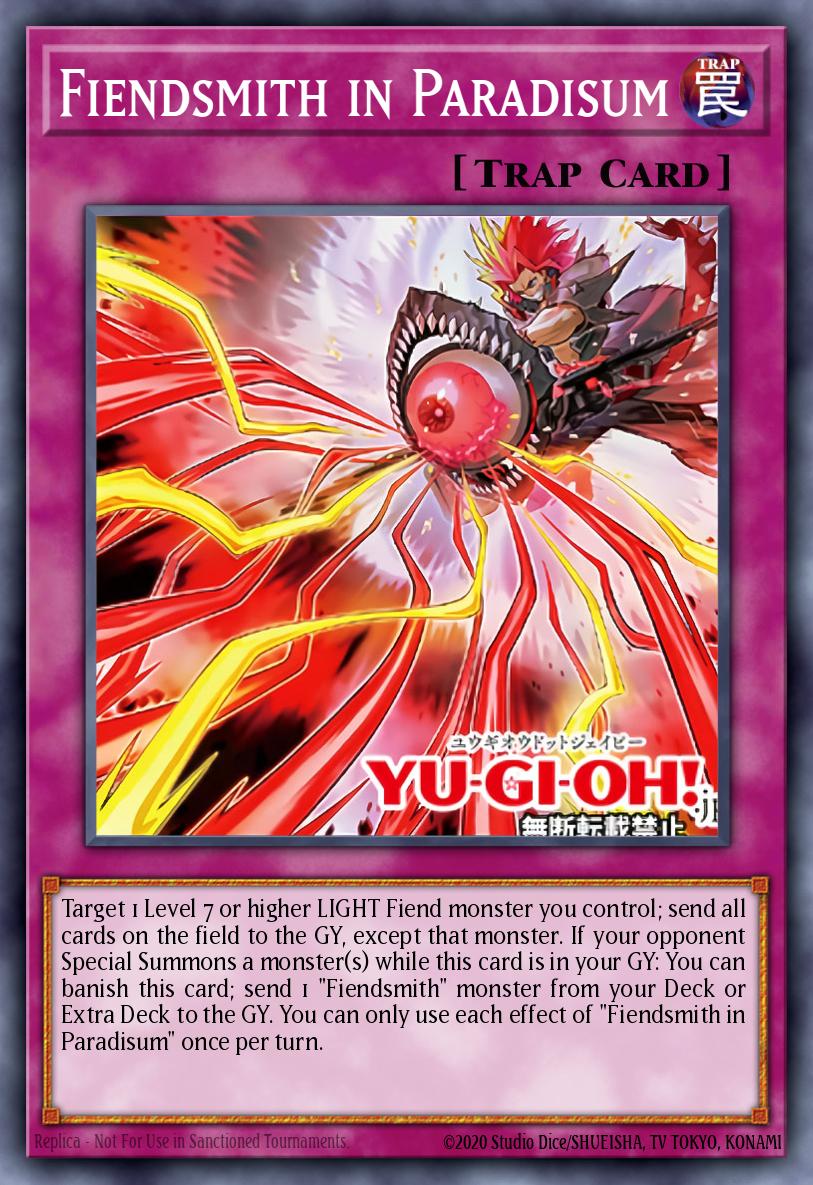 Fiendsmith in Paradisum
TRAP
罠
[Trap Card]
ユウギオウドットジェイピー
YU-GI-OH!
.jp
無断転載禁止
Target 1 Level 7 or higher LIGHT Fiend monster you control; send all
cards on the field to the GY, except that monster. If your opponent
Special Summons a monster(s) while this card is in your GY: You can
banish this card; send 1 "Fiendsmith" monster from your Deck or
Extra Deck to the GY. You can only use each effect of "Fiendsmith in
Paradisum" once per turn.
Replica - Not For Use in Sanctioned Tournaments.
©2020 Studio Dice/SHUEISHA, TV TOKYO, KONAMI